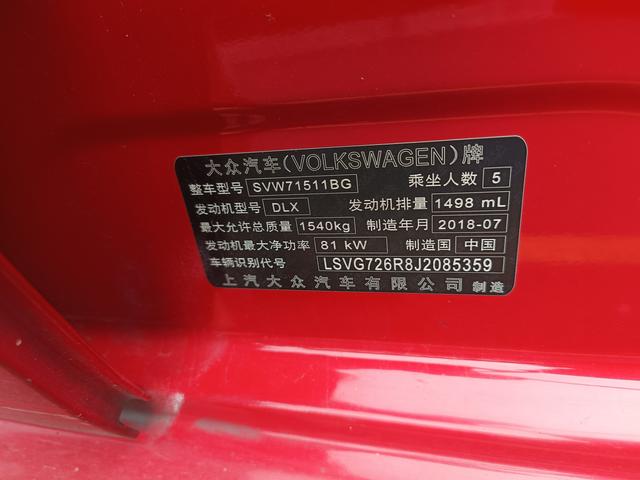 大众汽车(VOLKSWAGEN)牌
整车型号 SVW71511BG 乘坐人数 5
发动机型号 DLX 发动机排量 1498 mL
最大允许总质量 1540kg 制造年月 2018-07
发动机最大净功率 81 kW 制造国 中国
车辆识别代号 LSVG726R8J2085359
上汽大众汽车有限公司 制造